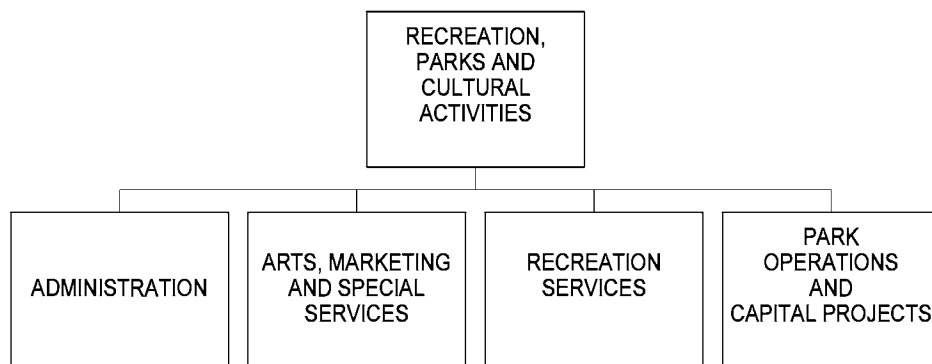 RECREATION,
PARKS AND
CULTURAL
ACTIVITIES
ADMINISTRATION
ARTS, MARKETING
AND SPECIAL
SERVICES
RECREATION
SERVICES
PARK
OPERATIONS
AND
CAPITAL PROJECTS